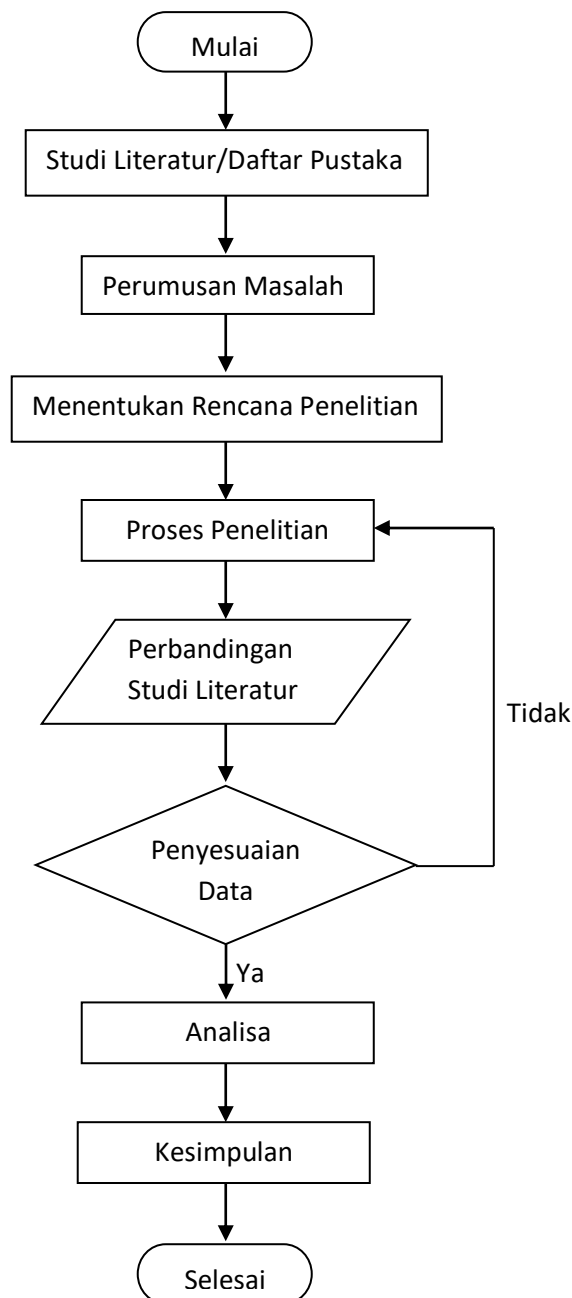 Mulai
Studi Literatur/Daftar Pustaka
Perumusan Masalah
Menentukan Rencana Penelitian
Proses Penelitian
Perbandingan
Studi Literatur
Tidak
Penyesuaian
Data
Ya
Analisa
Kesimpulan
Selesai